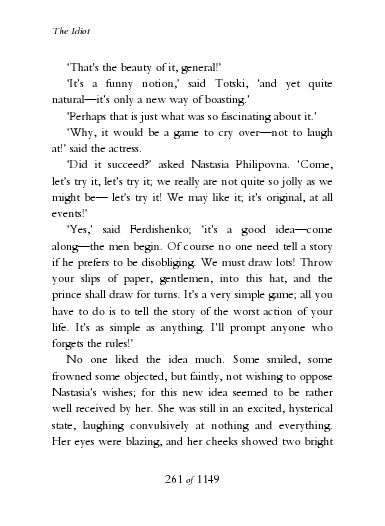 The Idiot
'That's the beauty of it, general!'
'It's a funny notion,' said Totski, 'and yet quite
natural—it's only a new way of boasting.'
'Perhaps that is just what was so fascinating about it.'
'Why, it would be a game to cry over—not to laugh
at!' said the actress.
'Did it succeed?' asked Nastasia Philipovna. 'Come,
let's try it, let's try it; we really are not quite so jolly as we
might be— let's try it! We may like it; it's original, at all
events!'
'Yes,' said Ferdishenko; 'it's a good idea—come
along—the men begin. Of course no one need tell a story
if he prefers to be disobliging. We must draw lots! Throw
your slips of paper, gentlemen, into this hat, and the
prince shall draw for turns. It's a very simple game; all you
have to do is to tell the story of the worst action of your
life. It's as simple as anything. I'll prompt anyone who
forgets the rules!'
No one liked the idea much. Some smiled, some
frowned some objected, but faintly, not wishing to oppose
Nastasia's wishes; for this new idea seemed to be rather
well received by her. She was still in an excited, hysterical
state, laughing convulsively at nothing and everything.
Her eyes were blazing, and her cheeks showed two bright
261 of 1149